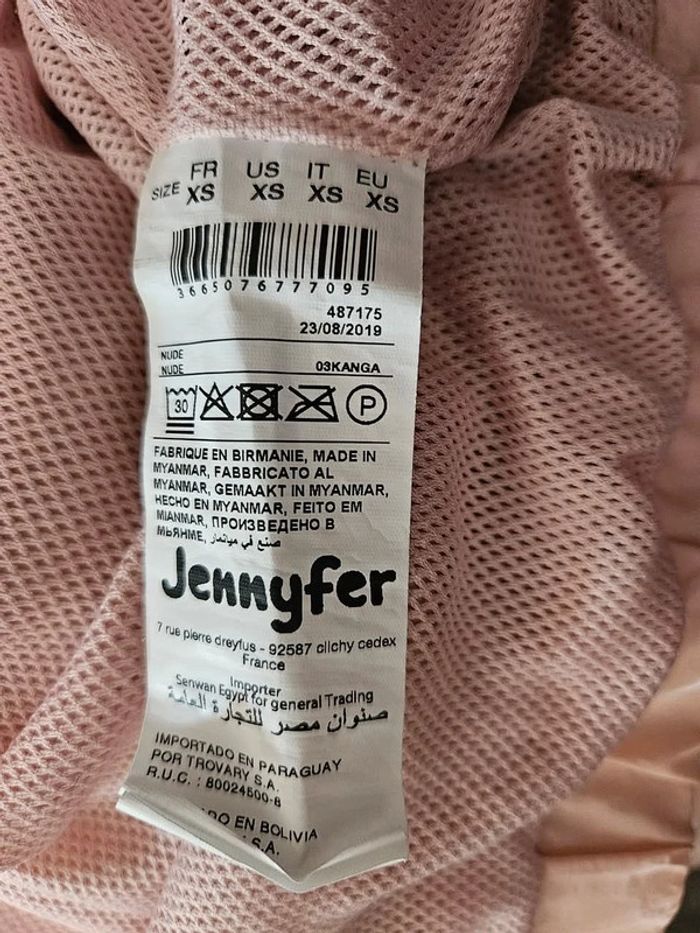 SIZE FR XS US XS IT XS EU XS
3665076777095
487175
23/08/2019
NUDE
NUDE 03KANGA
30 P
FABRIQUE EN BIRMANIE, MADE IN
MYANMAR, FABBRICATO AL
MYANMAR, GEMAAKT IN MYANMAR,
HECHO EN MYANMAR, FEITO EM
MIANMAR, ПРОИЗВЕДЕНО В
МЬЯНМЕ, صنع في ميانمار
Jennyfer
7 rue pierre dreyfus - 92587 clichy cedex
France
Importer
Senwan Egypt for general Trading
صنوان مصر للتجارة العامة
IMPORTADO EN PARAGUAY
POR TROVARY S.A.
R.U.C. : 80024500-8
DO EN BOLIVIA
S.A.